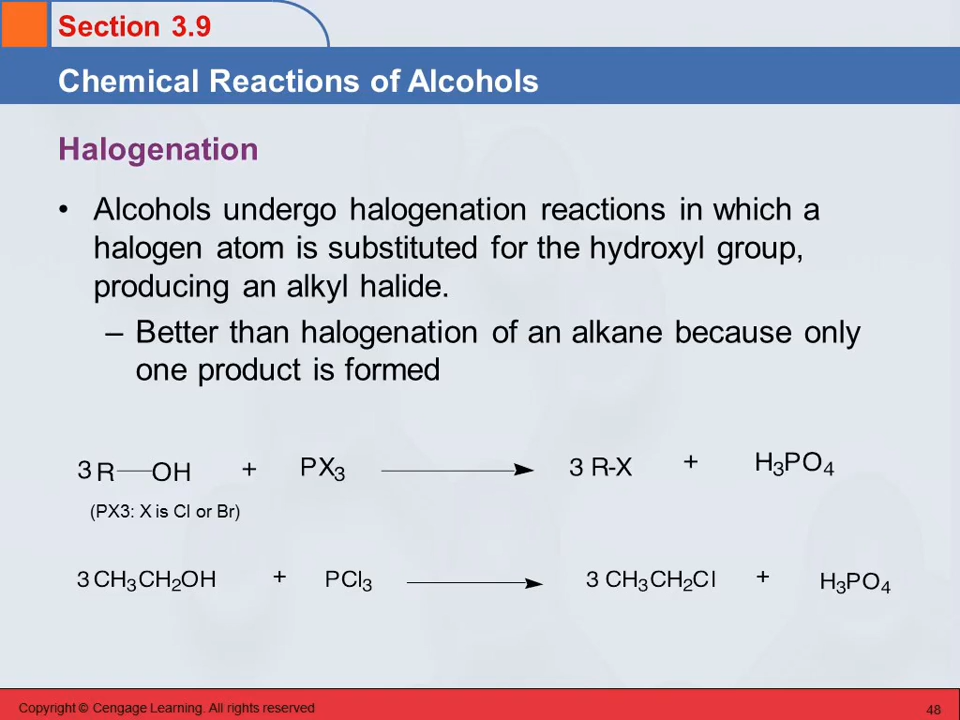 Section 3.9
Chemical Reactions of Alcohols
Halogenation
• Alcohols undergo halogenation reactions in which a
halogen atom is substituted for the hydroxyl group,
producing an alkyl halide.
– Better than halogenation of an alkane because only
one product is formed
3 R—OH + PX₃ → 3 R-X + H₃PO₄
(PX3: X is Cl or Br)
3 CH₃CH₂OH + PCl₃ → 3 CH₃CH₂Cl + H₃PO₄
Copyright © Cengage Learning. All rights reserved 48